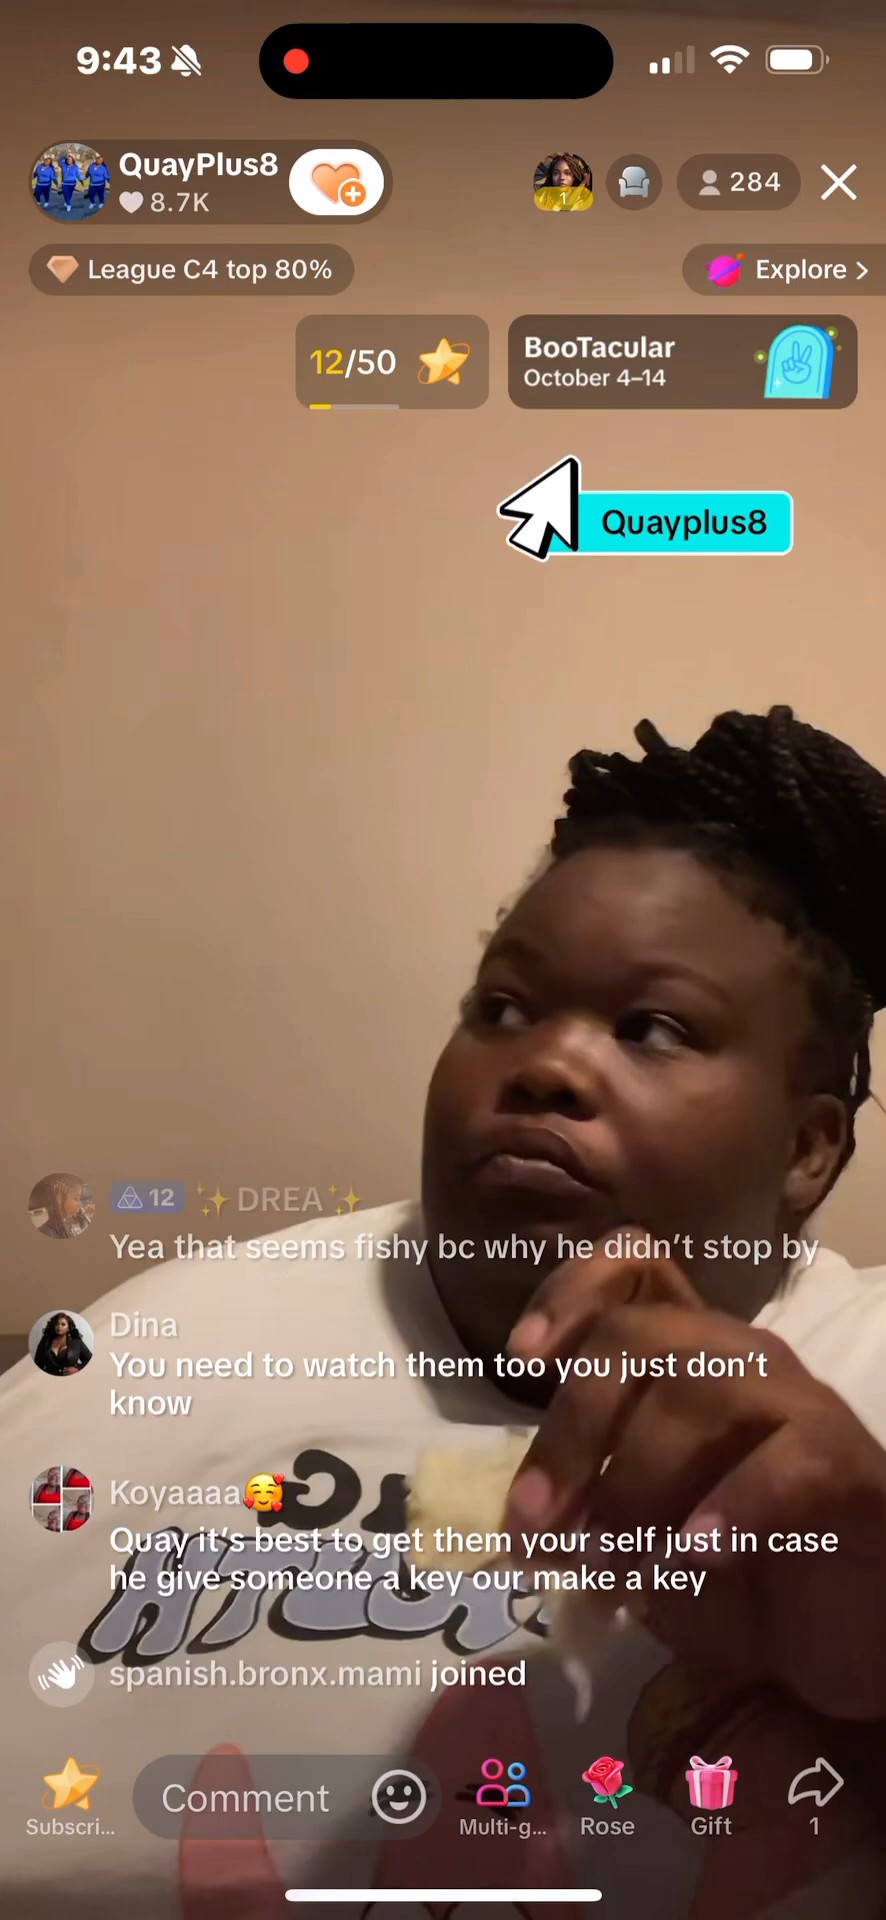 9:43
QuayPlus8
8.7K
1
284
League C4 top 80%
Explore >
12/50
BooTacular
October 4–14
Quayplus8
12 ✨DREA✨
Yea that seems fishy bc why he didn’t stop by
Dina
You need to watch them too you just don’t
know
Koyaaaa🥰
Quay it’s best to get them your self just in case
he give someone a key our make a key
spanish.bronx.mami joined
Subscri...
Comment
Multi-g...
Rose
Gift
1